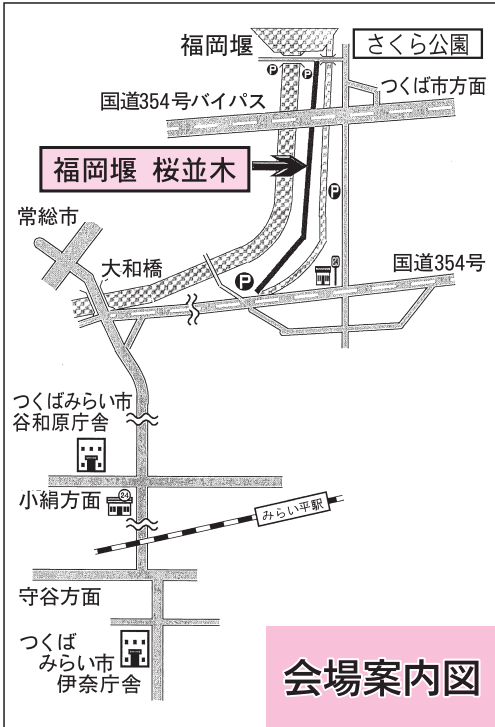 福岡堰
さくら公園
P
P
つくば市方面
国道354号バイパス
福岡堰 桜並木
P
常総市
大和橋
P
国道354号
つくばみらい市
谷和原庁舎
小絹方面
24
みらい平駅
守谷方面
つくば
みらい市
伊奈庁舎
会場案内図